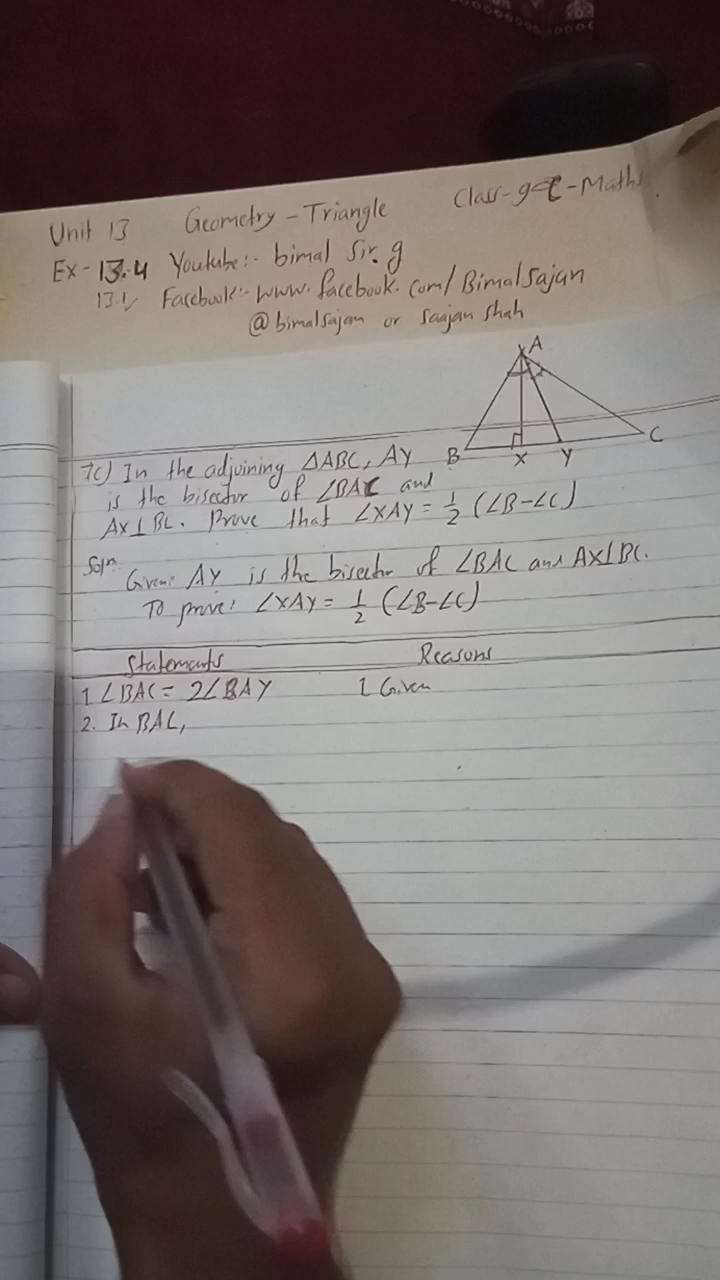 Unit 13 Geometry - Triangle Class - 9 - Maths
Ex - 13.4 Youtube:- bimal sir. g
13.1 Facebook:- www.facebook.com/Bimalsajan
@bimalsajan or Saajan Shah
A
B X Y C
7c) In the adjoining ΔABC, AY
is the bisector of ∠BAC and
AX⊥BC. Prove that ∠XAY = 1/2 (∠B-∠C)
Soln
Given: AY is the bisector of ∠BAC and AX⊥BC.
To prove: ∠XAY = 1/2 (∠B-∠C)
Statements Reasons
1. ∠BAC = 2∠BAY 1. Given
2. In BAC,